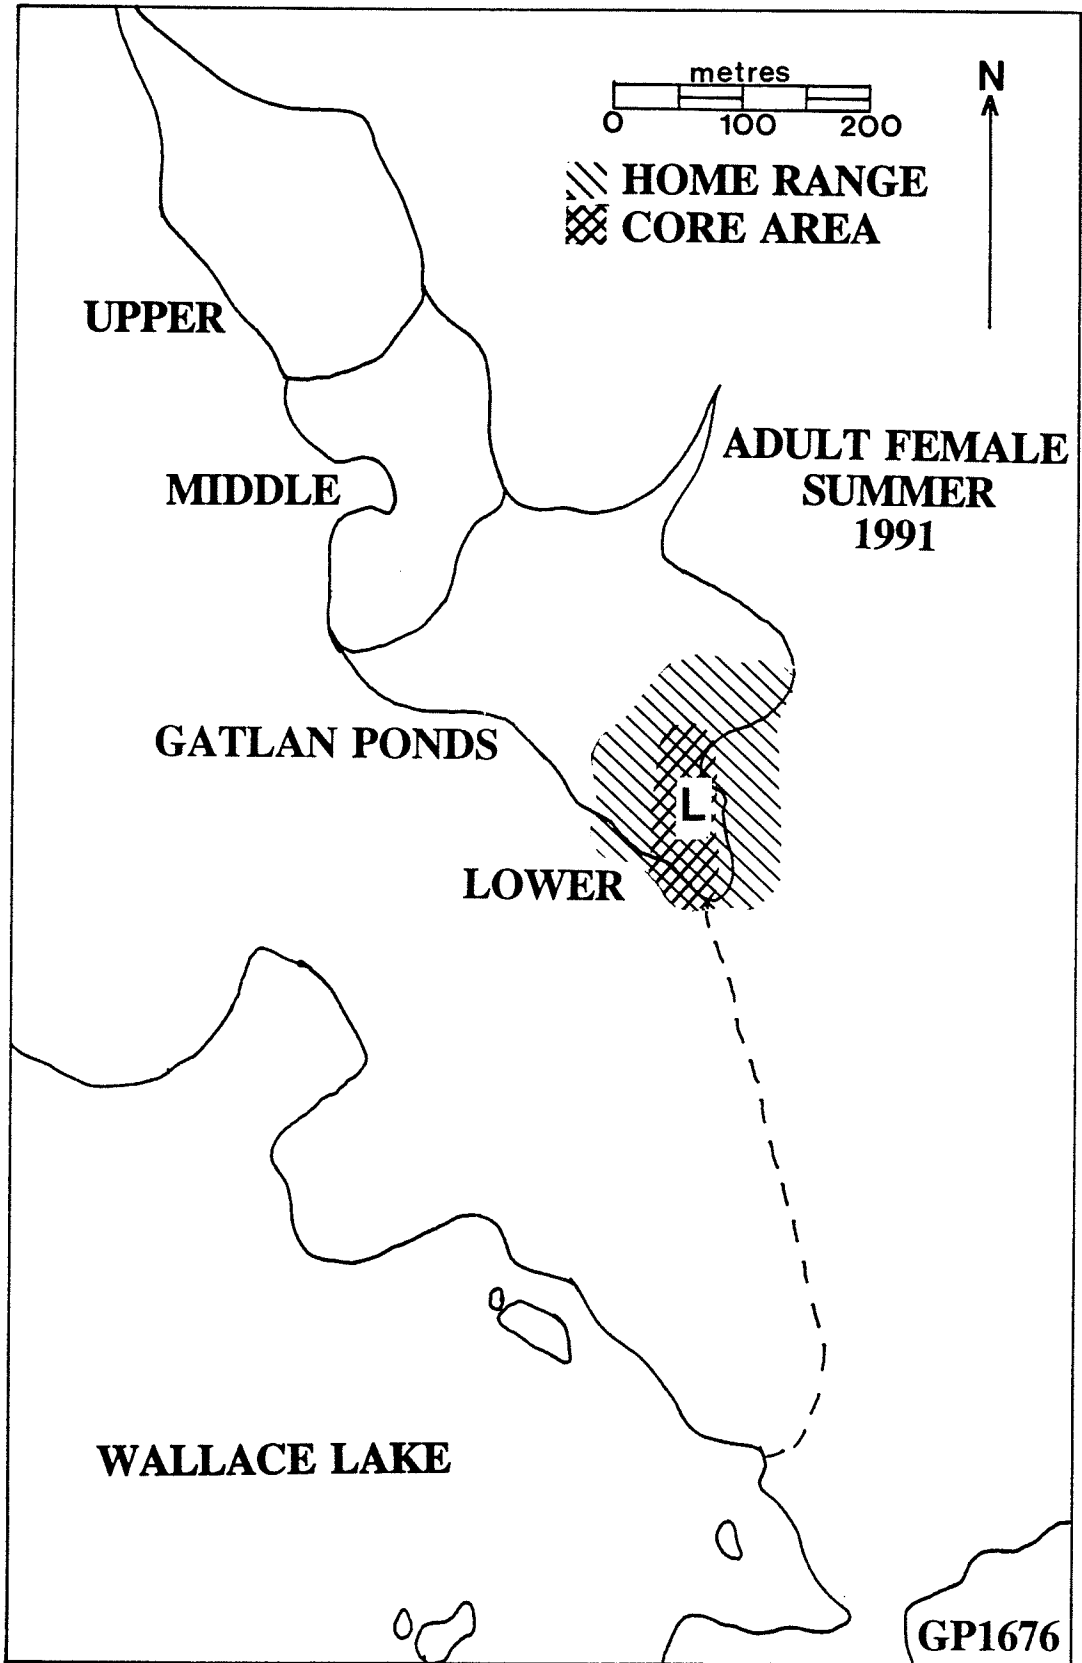 metres
N
0 100 200
HOME RANGE
CORE AREA
UPPER
ADULT FEMALE
SUMMER
1991
MIDDLE
GATLAN PONDS
L
LOWER
WALLACE LAKE
GP1676